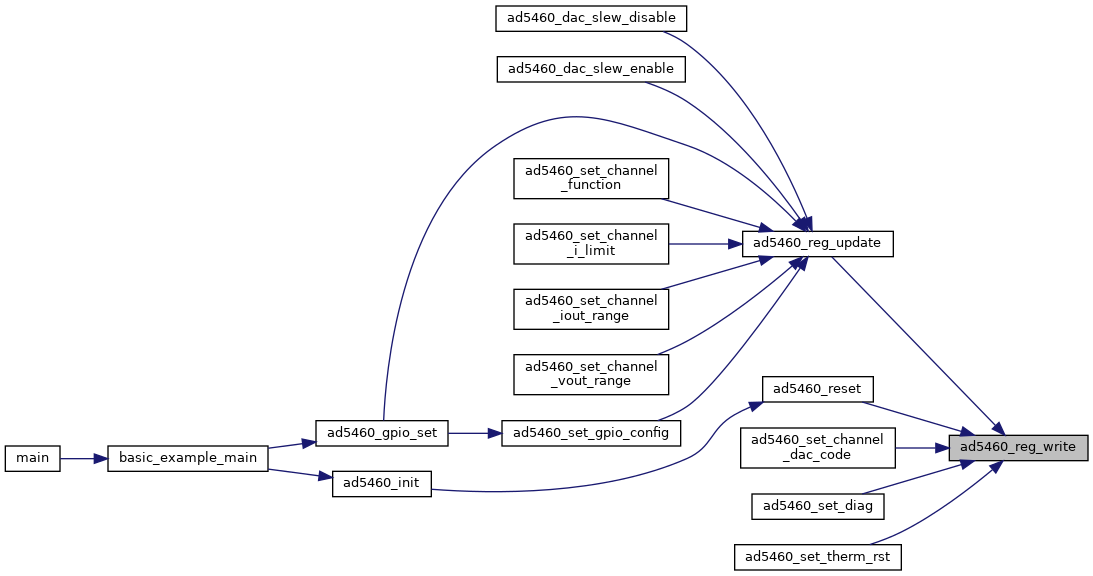 ad5460_dac_slew_disable
ad5460_dac_slew_enable
ad5460_set_channel
_function
ad5460_set_channel
_i_limit
ad5460_reg_update
ad5460_set_channel
_iout_range
ad5460_set_channel
_vout_range
ad5460_reset
ad5460_gpio_set
ad5460_set_gpio_config
ad5460_set_channel
_dac_code
ad5460_reg_write
main
basic_example_main
ad5460_init
ad5460_set_diag
ad5460_set_therm_rst